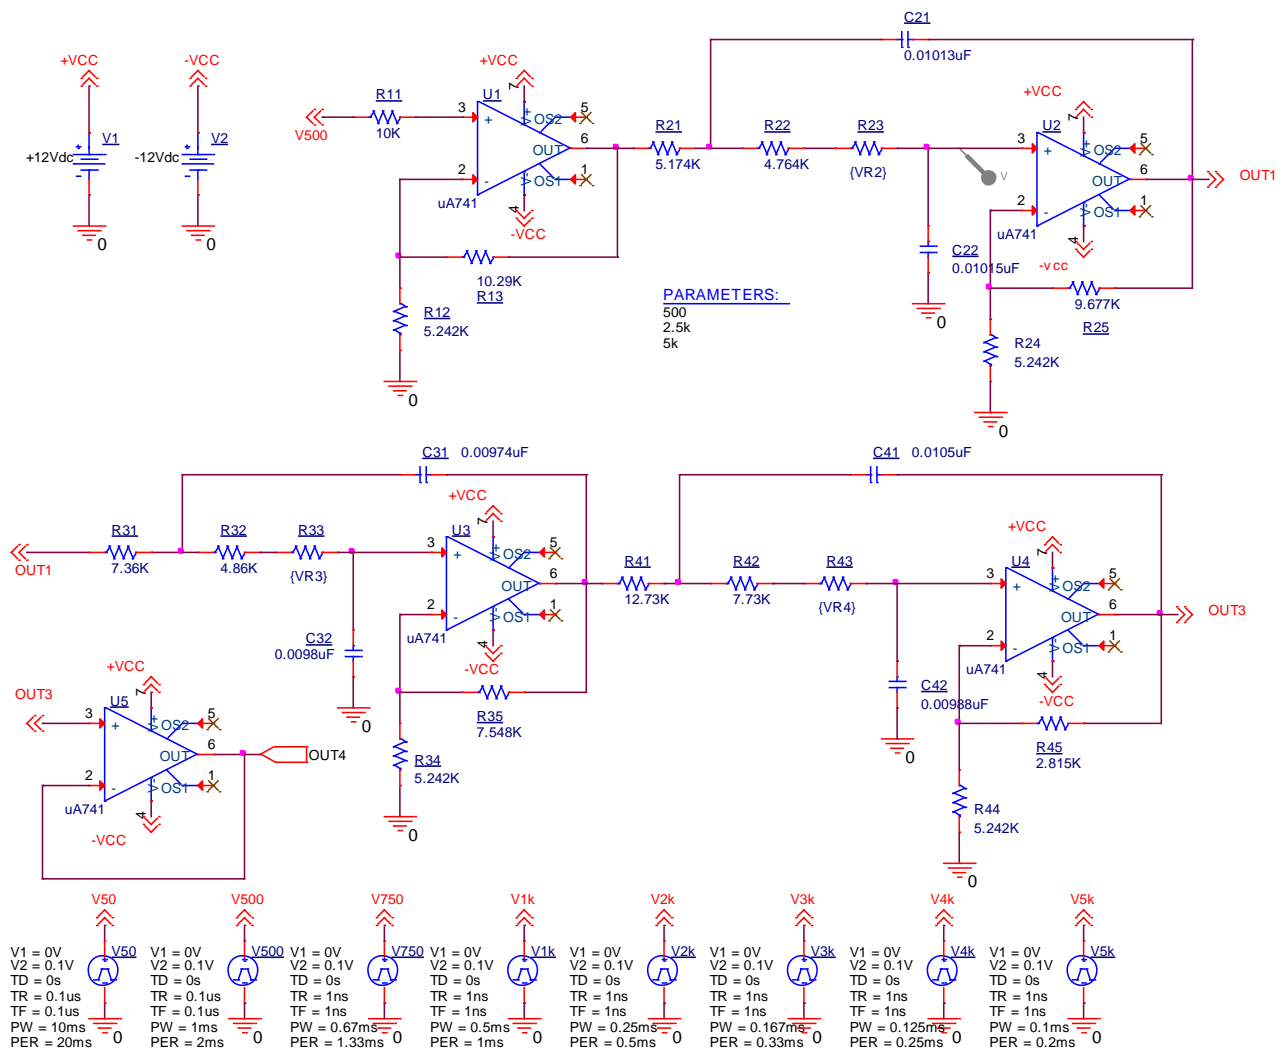 C21
0.01013uF
+VCC
-VCC
V1
V2
+12Vdc
-12Vdc
0
0
V500
R11
10K
+VCC
U1
7
3
+
V+
OS2
5
OUT
6
2
-
OS1
1
V-
4
uA741
-VCC
10.29K
R13
R12
5.242K
0
R21
5.174K
R22
4.764K
R23
{VR2}
V
C22
0.01015uF
0
+VCC
U2
7
3
+
V+
OS2
5
OUT
6
2
-
OS1
1
V-
4
uA741
-vcc
OUT1
9.677K
R25
R24
5.242K
0
PARAMETERS:
500
2.5k
5k
C31 0.00974uF
C41 0.0105uF
OUT1
R31
7.36K
R32
4.86K
R33
{VR3}
C32
0.0098uF
0
+VCC
U3
7
3
+
V+
OS2
5
OUT
6
2
-
OS1
1
V-
4
uA741
-VCC
R35
7.548K
R34
5.242K
0
R41
12.73K
R42
7.73K
R43
{VR4}
C42
0.00988uF
0
+VCC
U4
7
3
+
V+
OS2
5
OUT
6
2
-
OS1
1
V-
4
uA741
-VCC
OUT3
R45
2.815K
R44
5.242K
0
OUT3
+VCC
U5
7
3
+
V+
OS2
5
OUT
6
2
-
OS1
1
V-
4
uA741
-VCC
OUT4
V50
V50
V1 = 0V
V2 = 0.1V
TD = 0s
TR = 0.1us
TF = 0.1us
PW = 10ms
PER = 20ms
0
V500
V500
V1 = 0V
V2 = 0.1V
TD = 0s
TR = 0.1us
TF = 0.1us
PW = 1ms
PER = 2ms
0
V750
V750
V1 = 0V
V2 = 0.1V
TD = 0s
TR = 1ns
TF = 1ns
PW = 0.67ms
PER = 1.33ms
0
V1k
V1k
V1 = 0V
V2 = 0.1V
TD = 0s
TR = 1ns
TF = 1ns
PW = 0.5ms
PER = 1ms
0
V2k
V2k
V1 = 0V
V2 = 0.1V
TD = 0s
TR = 1ns
TF = 1ns
PW = 0.25ms
PER = 0.5ms
0
V3k
V3k
V1 = 0V
V2 = 0.1V
TD = 0s
TR = 1ns
TF = 1ns
PW = 0.167ms
PER = 0.33ms
0
V4k
V4k
V1 = 0V
V2 = 0.1V
TD = 0s
TR = 1ns
TF = 1ns
PW = 0.125ms
PER = 0.25ms
0
V5k
V5k
V1 = 0V
V2 = 0.1V
TD = 0s
TR = 1ns
TF = 1ns
PW = 0.1ms
PER = 0.2ms
0